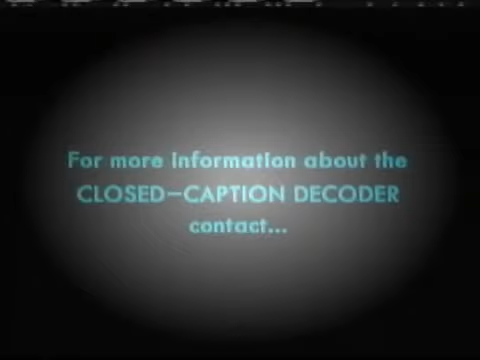 For more information about the
CLOSED-CAPTION DECODER
contact...